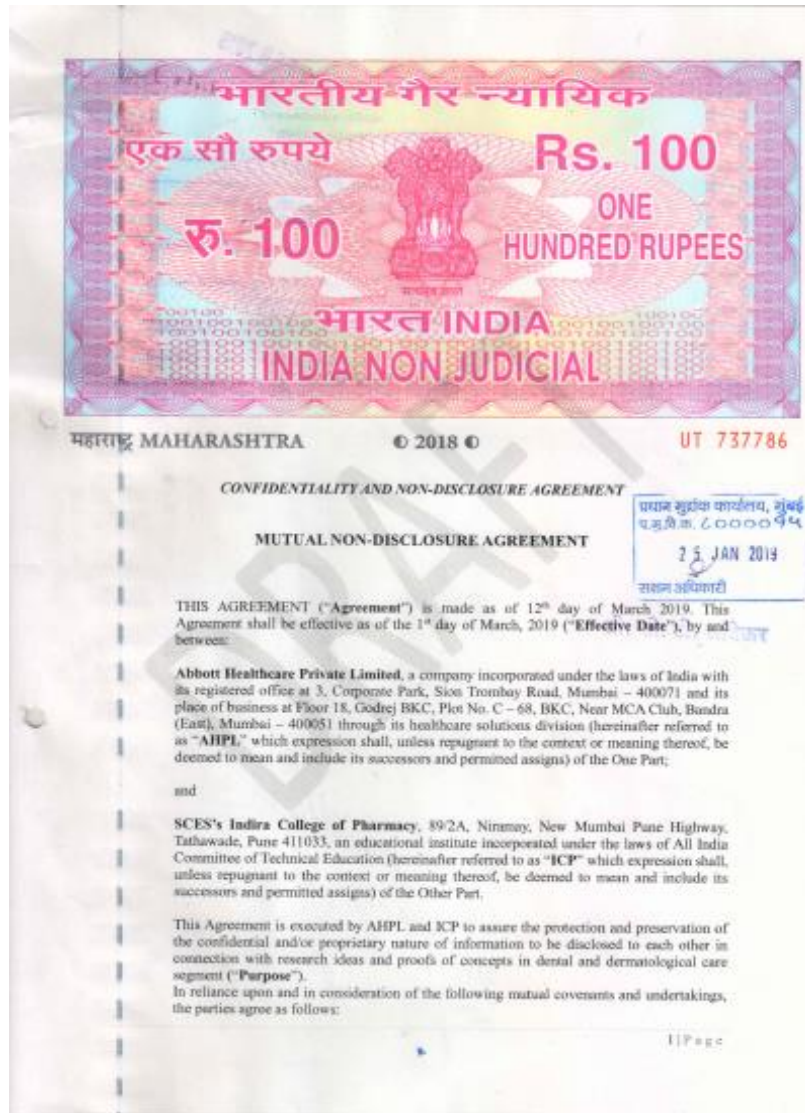 भारतीय गैर न्यायिक
एक सौ रुपये
Rs. 100
रु. 100
ONE
HUNDRED RUPEES
सत्यमेव जयते
भारत INDIA
INDIA NON JUDICIAL
महाराष्ट्र MAHARASHTRA
2018
UT 737786
CONFIDENTIALITY AND NON-DISCLOSURE AGREEMENT
प्रधान मुद्रांक कार्यालय, मुंबई
प.मु.वि.क. ८००००१५
25 JAN 2019
सक्षम अधिकारी
MUTUAL NON-DISCLOSURE AGREEMENT
DRAFT
THIS AGREEMENT ("Agreement") is made as of 12th day of March 2019. This
Agreement shall be effective as of the 1st day of March, 2019 ("Effective Date"), by and
between:
Abbott Healthcare Private Limited, a company incorporated under the laws of India with
its registered office at 3, Corporate Park, Sion Trombay Road, Mumbai – 400071 and its
place of business at Floor 18, Godrej BKC, Plot No. C – 68, BKC, Near MCA Club, Bandra
(East), Mumbai – 400051 through its healthcare solutions division (hereinafter referred to
as "AHPL" which expression shall, unless repugnant to the context or meaning thereof, be
deemed to mean and include its successors and permitted assigns) of the One Part;
and
SCES's Indira College of Pharmacy, 89/2A, Niramay, New Mumbai Pune Highway,
Tathawade, Pune 411033, an educational institute incorporated under the laws of All India
Committee of Technical Education (hereinafter referred to as "ICP" which expression shall,
unless repugnant to the context or meaning thereof, be deemed to mean and include its
successors and permitted assigns) of the Other Part.
This Agreement is executed by AHPL and ICP to assure the protection and preservation of
the confidential and/or proprietary nature of information to be disclosed to each other in
connection with research ideas and proofs of concepts in dental and dermatological care
segment ("Purpose").
In reliance upon and in consideration of the following mutual covenants and undertakings,
the parties agree as follows:
1|Page